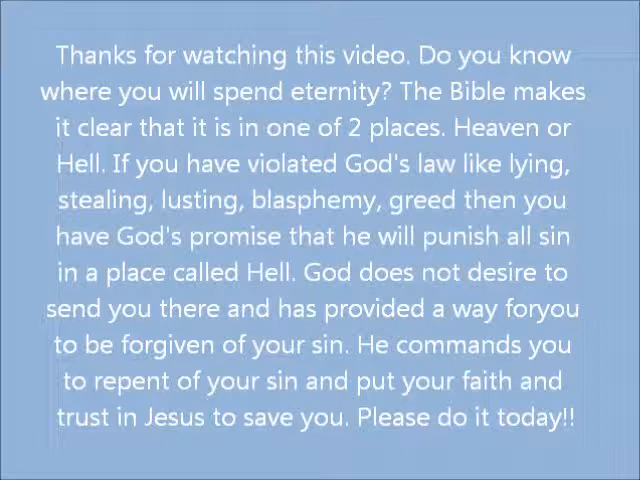 Thanks for watching this video. Do you know
where you will spend eternity? The Bible makes
it clear that it is in one of 2 places. Heaven or
Hell. If you have violated God's law like lying,
stealing, lusting, blasphemy, greed then you
have God's promise that he will punish all sin
in a place called Hell. God does not desire to
send you there and has provided a way foryou
to be forgiven of your sin. He commands you
to repent of your sin and put your faith and
trust in Jesus to save you. Please do it today!!